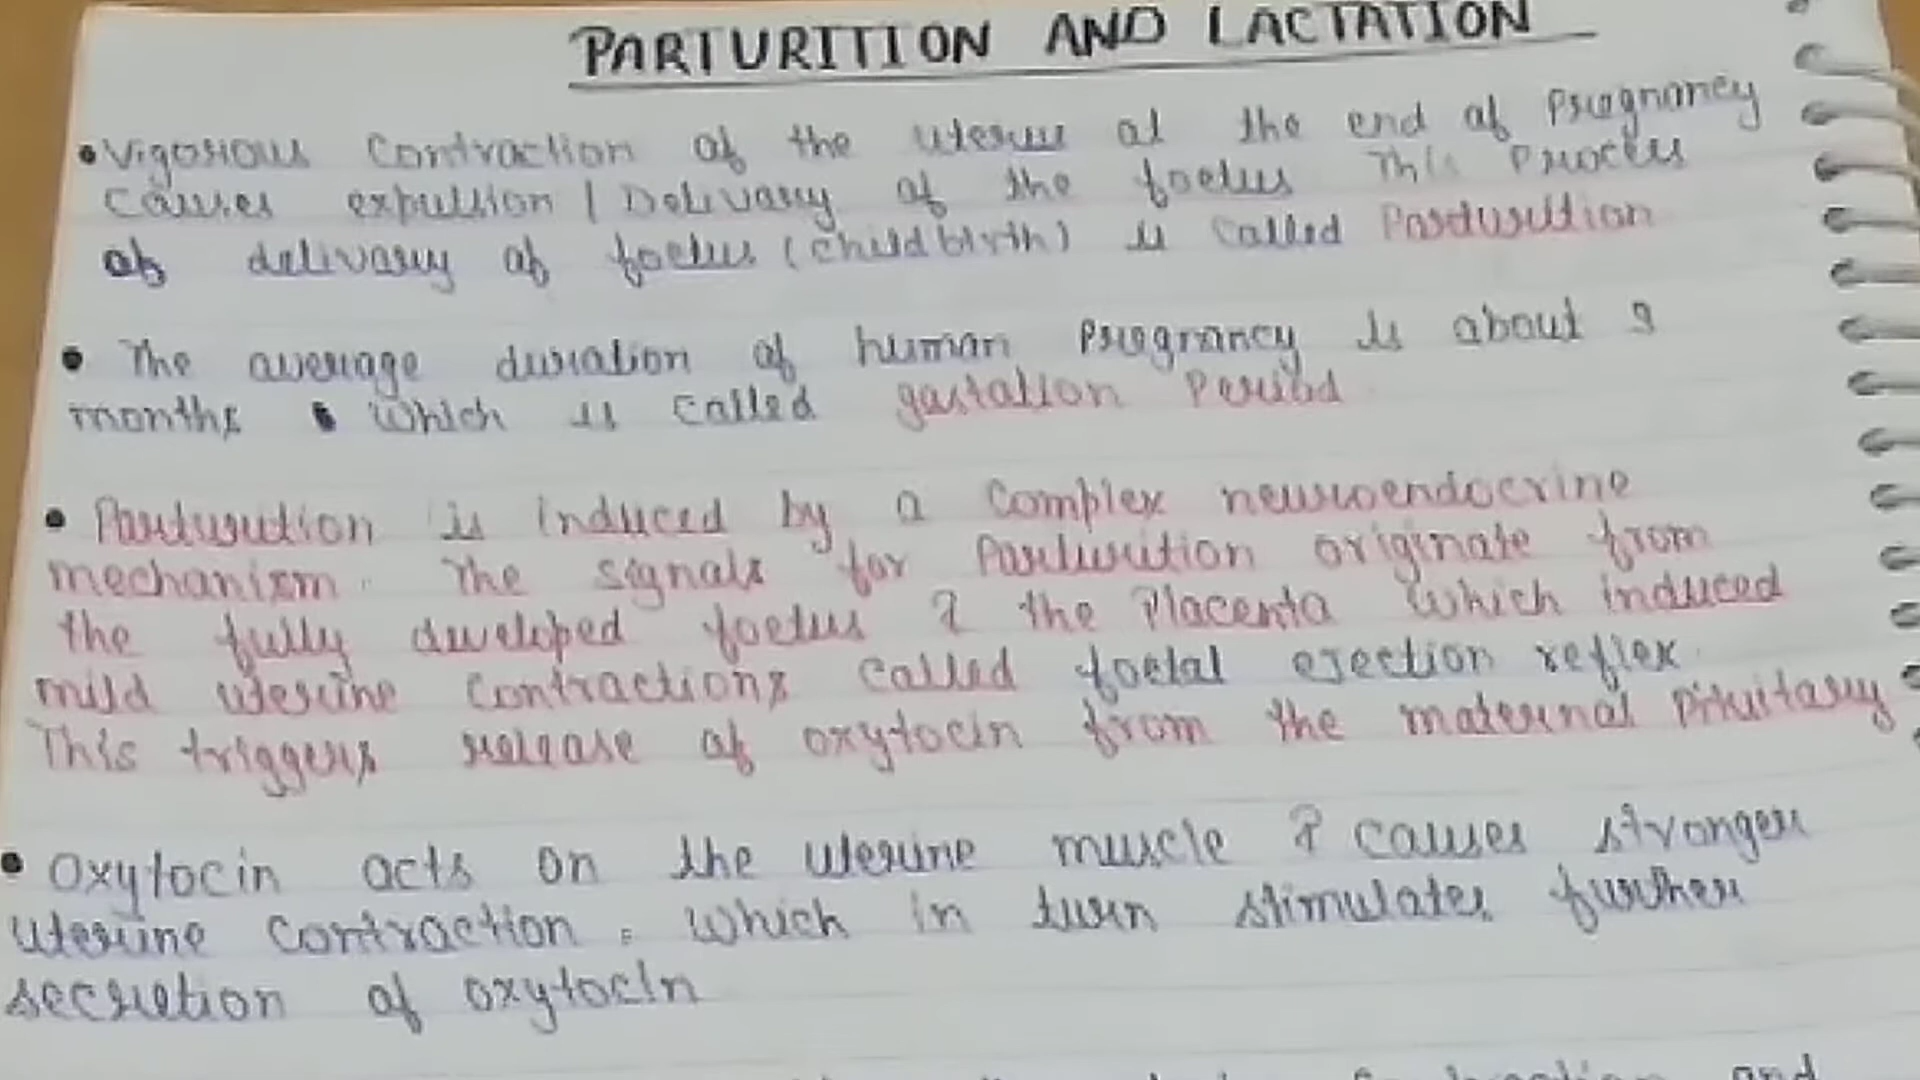 PARTURITION AND LACTATION
• Vigorious Contraction of the uterus at the end of Pregnancy
causes expulsion / Delivary of the foetus This Process
of delivary of foetus (childbirth) is called Parturition
• The average duration of human Pregnancy is about 9
months which is called gastation Period
• Parturition is induced by a Complex neuroendocrine
mechanism. The signals for Parturition originate from
the fully developed foetus & the Placenta which induced
mild uterine contractions called foetal ejection reflex.
This triggers release of oxytocin from the maternal pituitary
• Oxytocin acts on the uterine muscle & causes stronger
uterine contraction, which in turn stimulates further
secretion of oxytocin
and